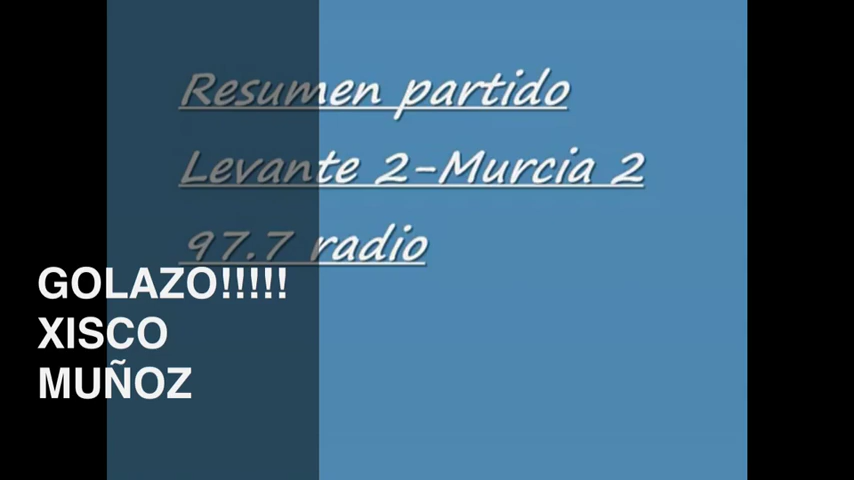 Resumen partido
Levante 2-Murcia 2
97.7 radio
GOLAZO!!!!!
XISCO
MUÑOZ